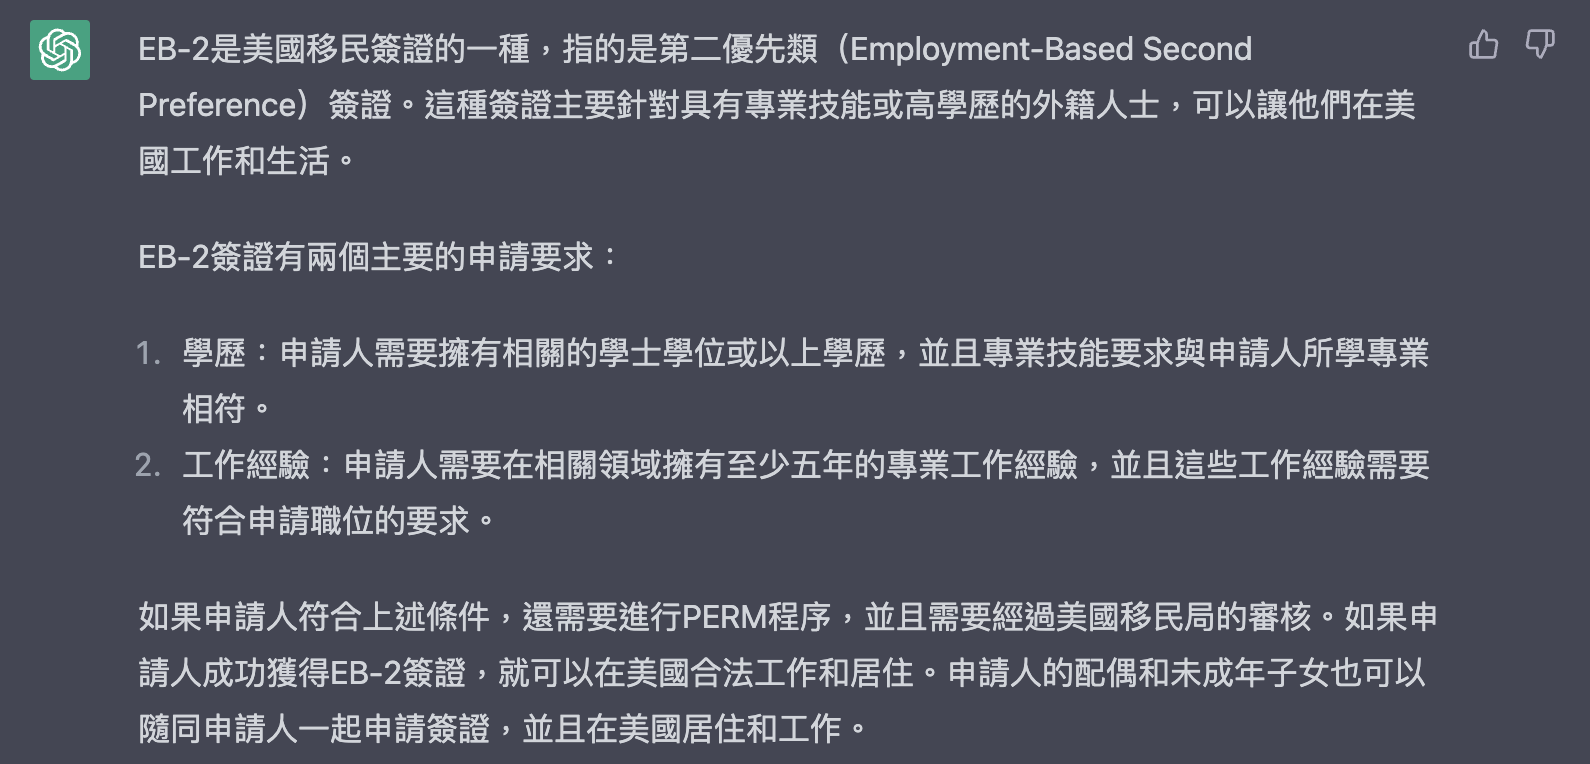 EB-2是美國移民簽證的一種，指的是第二優先類（Employment-Based Second
Preference）簽證。這種簽證主要針對具有專業技能或高學歷的外籍人士，可以讓他們在美
國工作和生活。
EB-2簽證有兩個主要的申請要求：
1. 學歷：申請人需要擁有相關的學士學位或以上學歷，並且專業技能要求與申請人所學專業
相符。
2. 工作經驗：申請人需要在相關領域擁有至少五年的專業工作經驗，並且這些工作經驗需要
符合申請職位的要求。
如果申請人符合上述條件，還需要進行PERM程序，並且需要經過美國移民局的審核。如果申
請人成功獲得EB-2簽證，就可以在美國合法工作和居住。申請人的配偶和未成年子女也可以
隨同申請人一起申請簽證，並且在美國居住和工作。